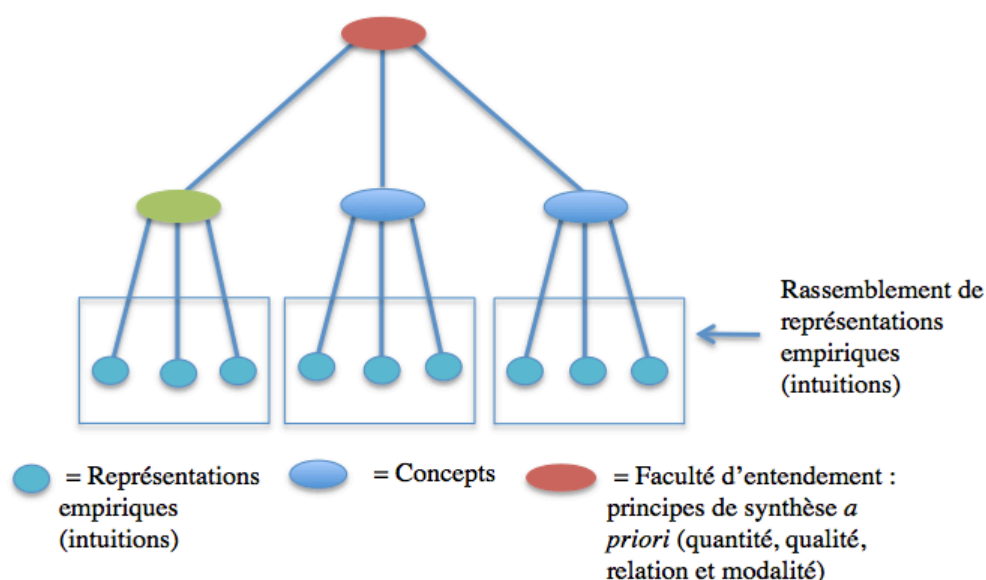 Rassemblement de
représentations
empiriques
(intuitions)
= Représentations
empiriques
(intuitions)
= Concepts
= Faculté d’entendement :
principes de synthèse a
priori (quantité, qualité,
relation et modalité)